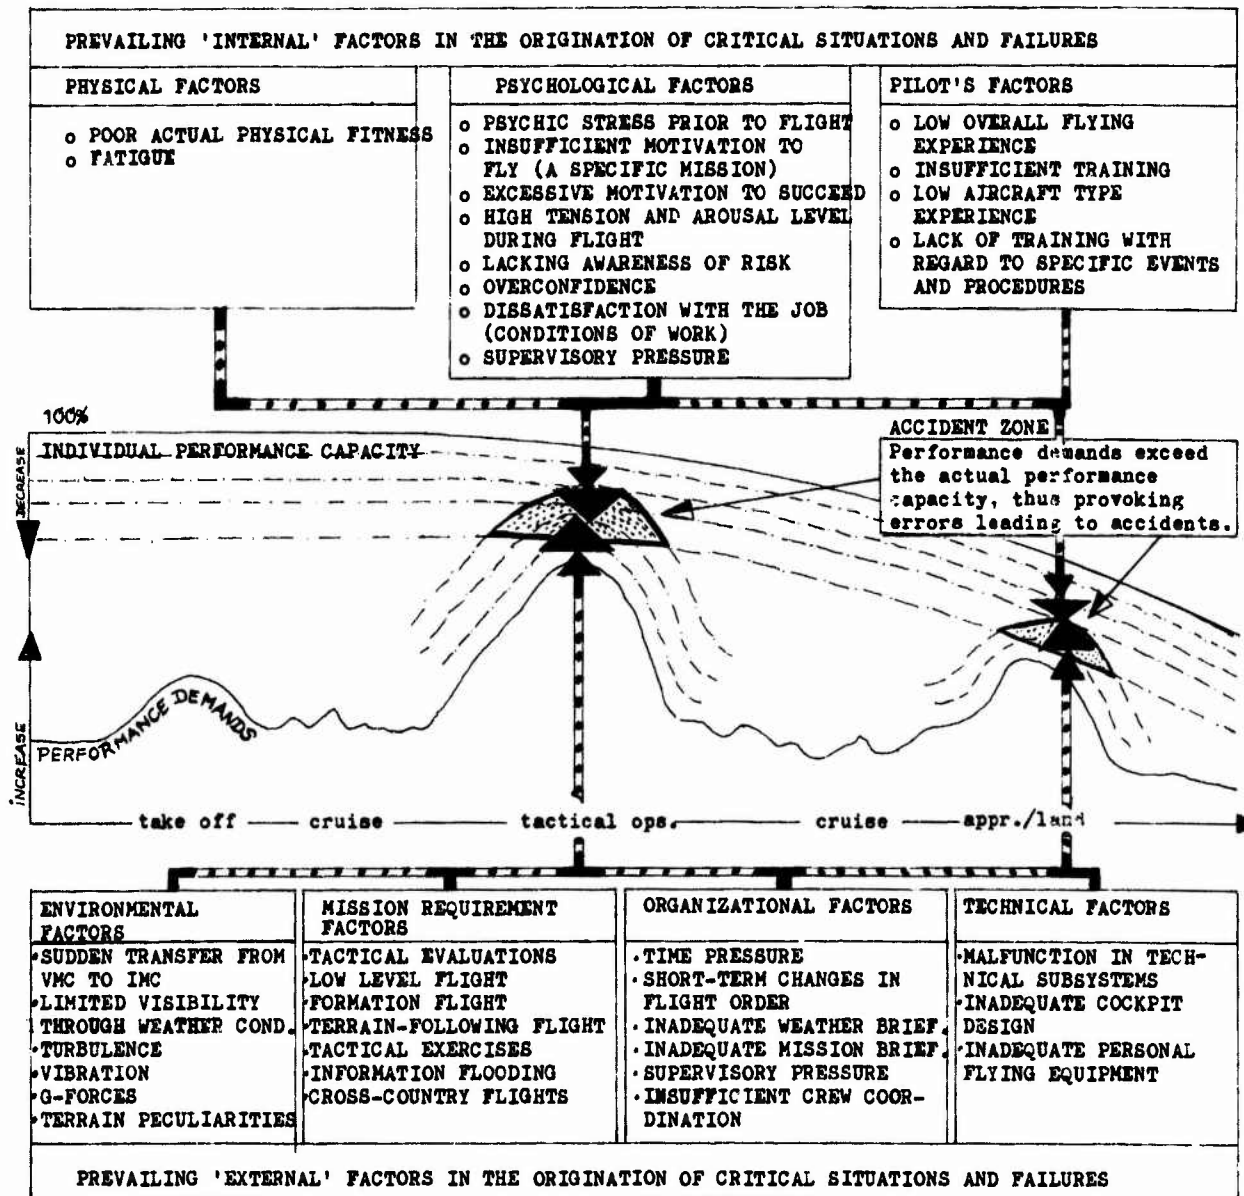 PREVAILING 'INTERNAL' FACTORS IN THE ORIGINATION OF CRITICAL SITUATIONS AND FAILURES
PHYSICAL FACTORS
o POOR ACTUAL PHYSICAL FITNESS
o FATIGUE
PSYCHOLOGICAL FACTORS
o PSYCHIC STRESS PRIOR TO FLIGHT
o INSUFFICIENT MOTIVATION TO
FLY (A SPECIFIC MISSION)
o EXCESSIVE MOTIVATION TO SUCCEED
o HIGH TENSION AND AROUSAL LEVEL
DURING FLIGHT
o LACKING AWARENESS OF RISK
o OVERCONFIDENCE
o DISSATISFACTION WITH THE JOB
(CONDITIONS OF WORK)
o SUPERVISORY PRESSURE
PILOT'S FACTORS
o LOW OVERALL FLYING
EXPERIENCE
o INSUFFICIENT TRAINING
o LOW AIRCRAFT TYPE
EXPERIENCE
o LACK OF TRAINING WITH
REGARD TO SPECIFIC EVENTS
AND PROCEDURES
100%
INDIVIDUAL PERFORMANCE CAPACITY
DECREASE
ACCIDENT ZONE
Performance demands exceed
the actual performance
capacity, thus provoking
errors leading to accidents.
INCREASE
PERFORMANCE DEMANDS
take off cruise tactical ops. cruise appr./land
ENVIRONMENTAL
FACTORS
•SUDDEN TRANSFER FROM
VMC TO IMC
•LIMITED VISIBILITY
THROUGH WEATHER COND.
•TURBULENCE
•VIBRATION
•G-FORCES
•TERRAIN PECULIARITIES
MISSION REQUIREMENT
FACTORS
•TACTICAL EVALUATIONS
•LOW LEVEL FLIGHT
•FORMATION FLIGHT
•TERRAIN-FOLLOWING FLIGHT
•TACTICAL EXERCISES
•INFORMATION FLOODING
•CROSS-COUNTRY FLIGHTS
ORGANIZATIONAL FACTORS
•TIME PRESSURE
•SHORT-TERM CHANGES IN
FLIGHT ORDER
•INADEQUATE WEATHER BRIEF.
•INADEQUATE MISSION BRIEF.
•SUPERVISORY PRESSURE
•INSUFFICIENT CREW COOR-
DINATION
TECHNICAL FACTORS
•MALFUNCTION IN TECH-
NICAL SUBSYSTEMS
•INADEQUATE COCKPIT
DESIGN
•INADEQUATE PERSONAL
FLYING EQUIPMENT
PREVAILING 'EXTERNAL' FACTORS IN THE ORIGINATION OF CRITICAL SITUATIONS AND FAILURES